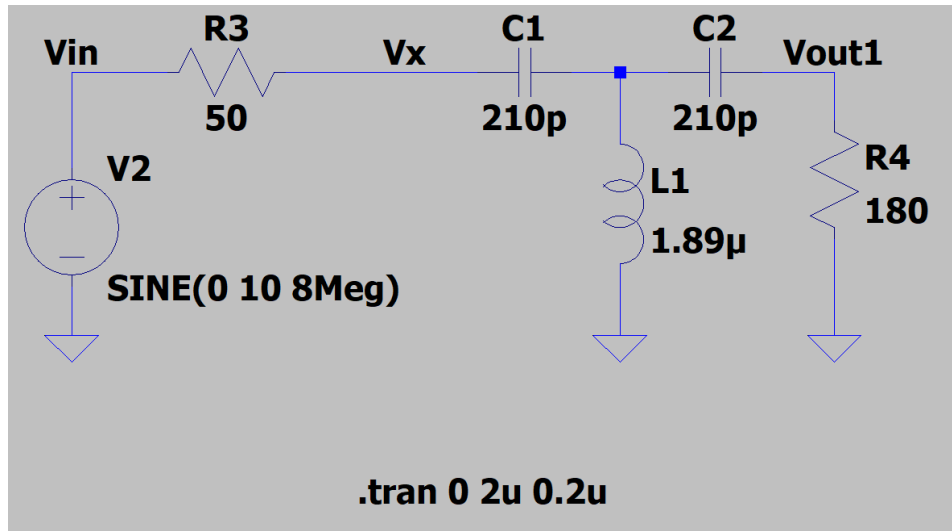 R3
C1
C2
Vin
Vx
Vout1
50
210p
210p
V2
L1
R4
1.89µ
180
SINE(0 10 8Meg)
.tran 0 2u 0.2u